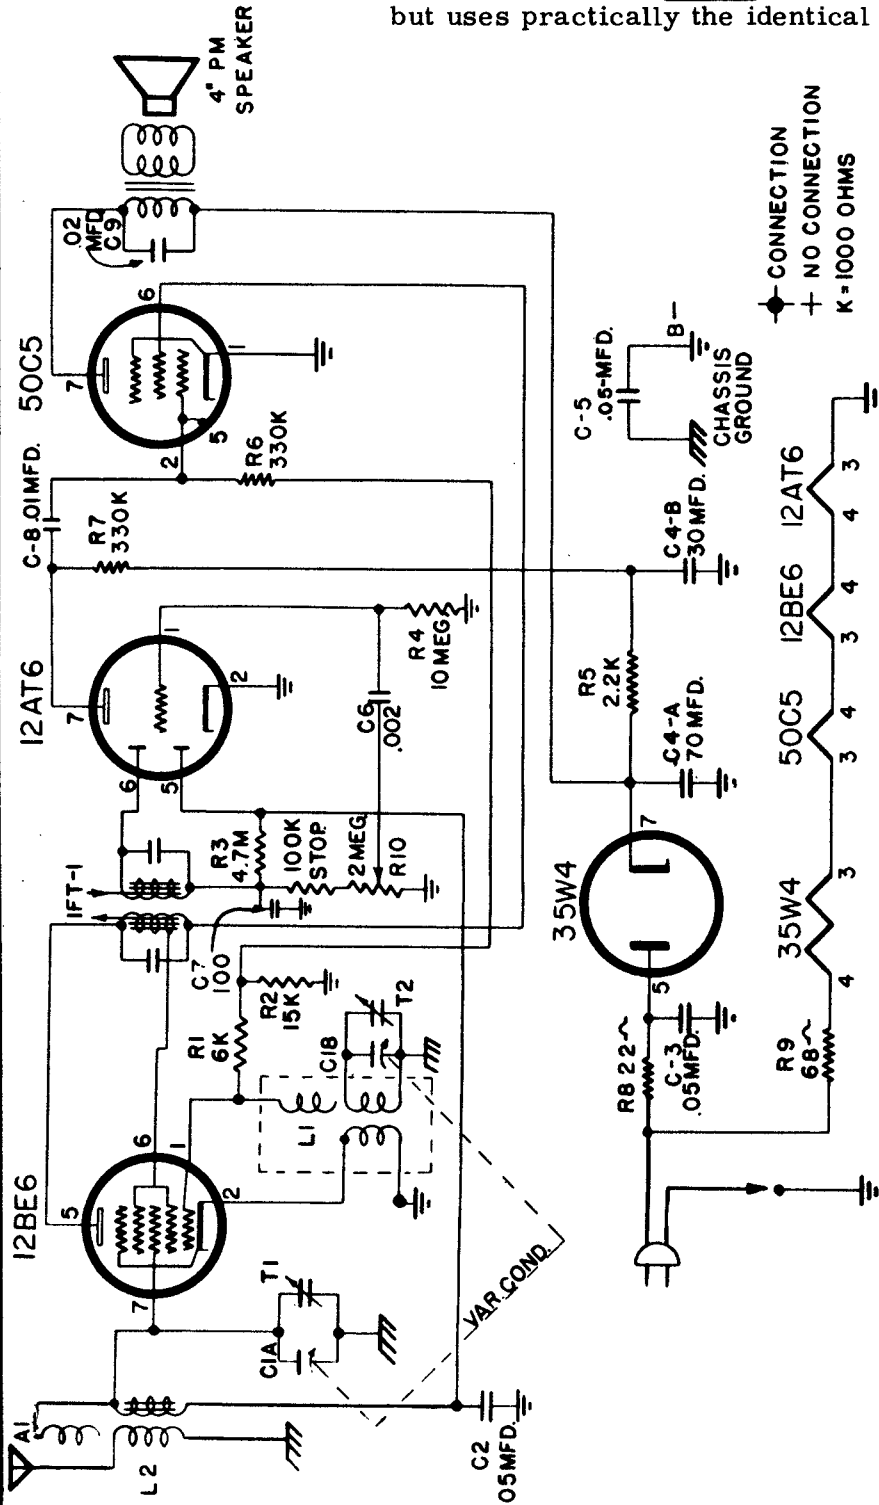 but uses practically the identical
4" PM
SPEAKER
.02
MFD
C9
50C5
7
6
1
5
2
R6
330K
C-8 .01MFD.
R7
330K
12AT6
7
1
2
6
5
R4
10 MEG
C6
.002
IFT-1
R3
4.7M
100K
STOP
2MEG
R10
C7
100
R1
6K
R2
15K
C1B
T2
L1
12BE6
5
6
1
2
7
T1
C1A
VAR. COND.
A1
L2
C2
.05MFD.
CONNECTION
NO CONNECTION
K=1000 OHMS
C-5
.05-MFD.
B-
CHASSIS
GROUND
C4-B
30MFD.
R5
2.2K
C4-A
70 MFD.
35W4
7
5
R8 22~
C-3
.05MFD.
R9
68~
35W4
50C5
12BE6
12AT6
4
3
3
4
3
4
4
3